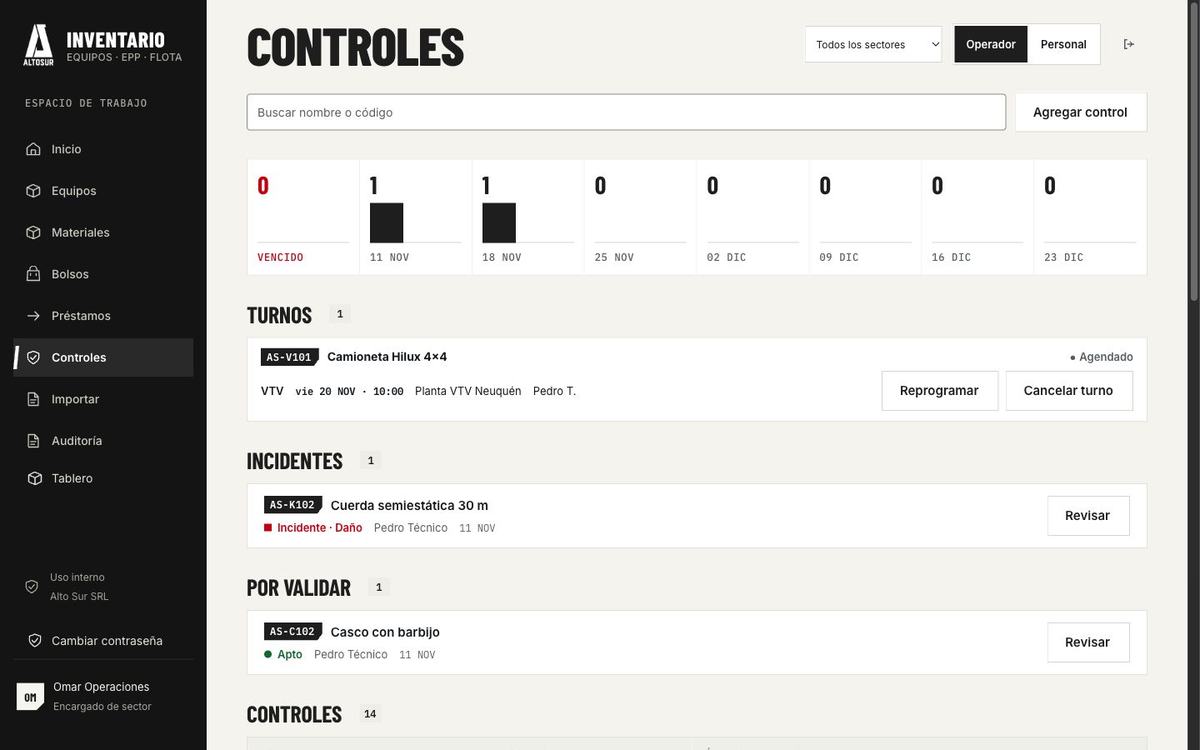 ALTOSUR
INVENTARIO
EQUIPOS · EPP · FLOTA
ESPACIO DE TRABAJO
Inicio
Equipos
Materiales
Bolsos
Préstamos
Controles
Importar
Auditoría
Tablero
Uso interno
Alto Sur SRL
Cambiar contraseña
OM
Omar Operaciones
Encargado de sector
CONTROLES
Todos los sectores
Operador
Personal
Buscar nombre o código
Agregar control
0 1 1 0 0 0 0 0
VENCIDO 11 NOV 18 NOV 25 NOV 02 DIC 09 DIC 16 DIC 23 DIC
TURNOS 1
AS-V101 Camioneta Hilux 4×4 Agendado
VTV vie 20 NOV · 10:00 Planta VTV Neuquén Pedro T. Reprogramar Cancelar turno
INCIDENTES 1
AS-K102 Cuerda semiestática 30 m
Incidente · Daño Pedro Técnico 11 NOV
Revisar
POR VALIDAR 1
AS-C102 Casco con barbijo
Apto Pedro Técnico 11 NOV
Revisar
CONTROLES 14